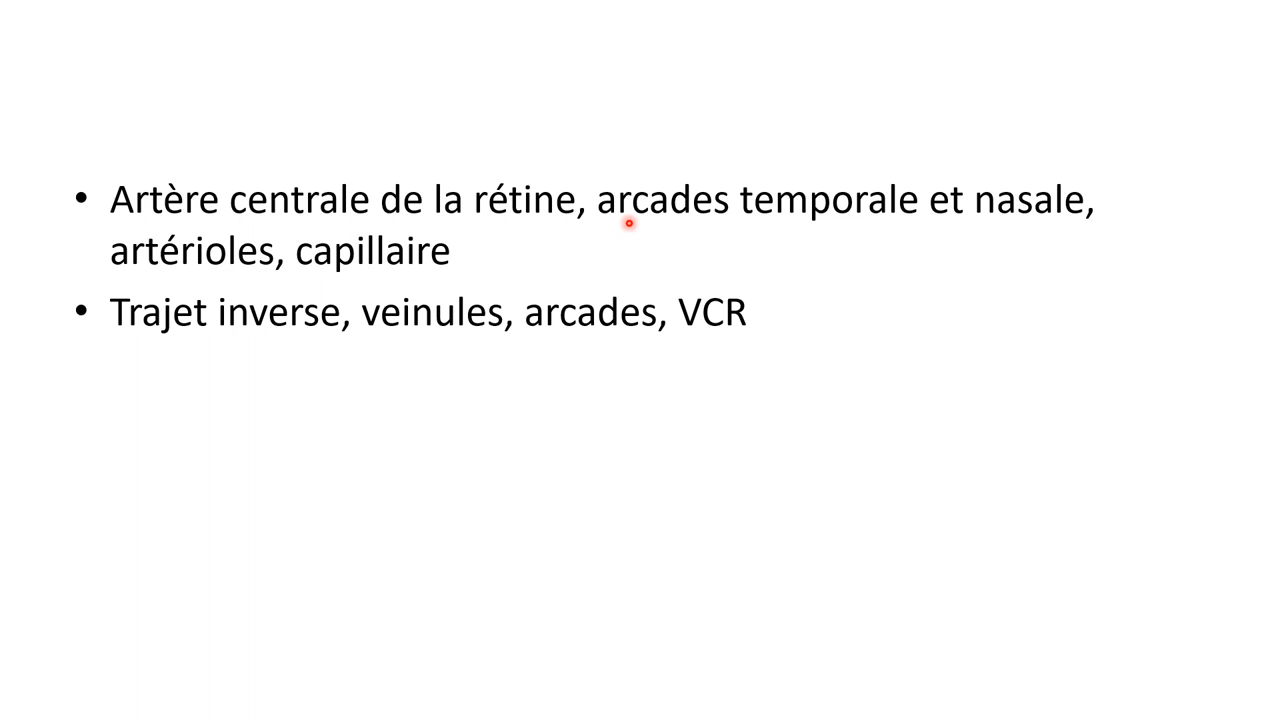 • Artère centrale de la rétine, arcades temporale et nasale,
artérioles, capillaire
• Trajet inverse, veinules, arcades, VCR